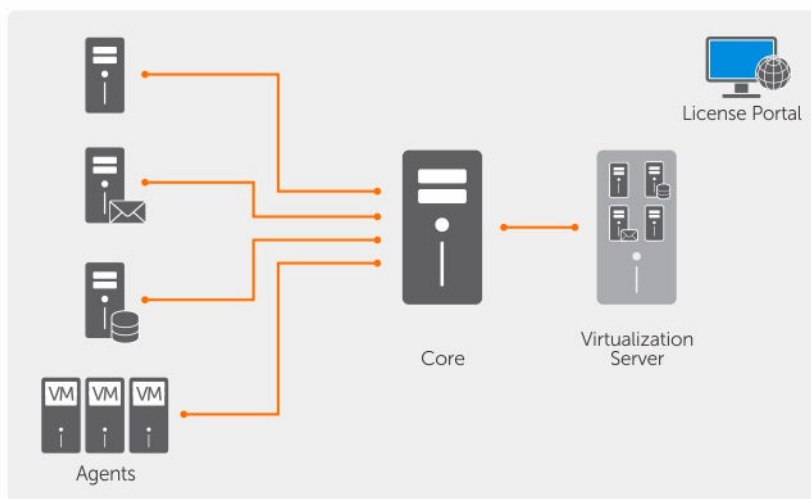 License Portal
Core
Virtualization
Server
VM VM VM
Agents